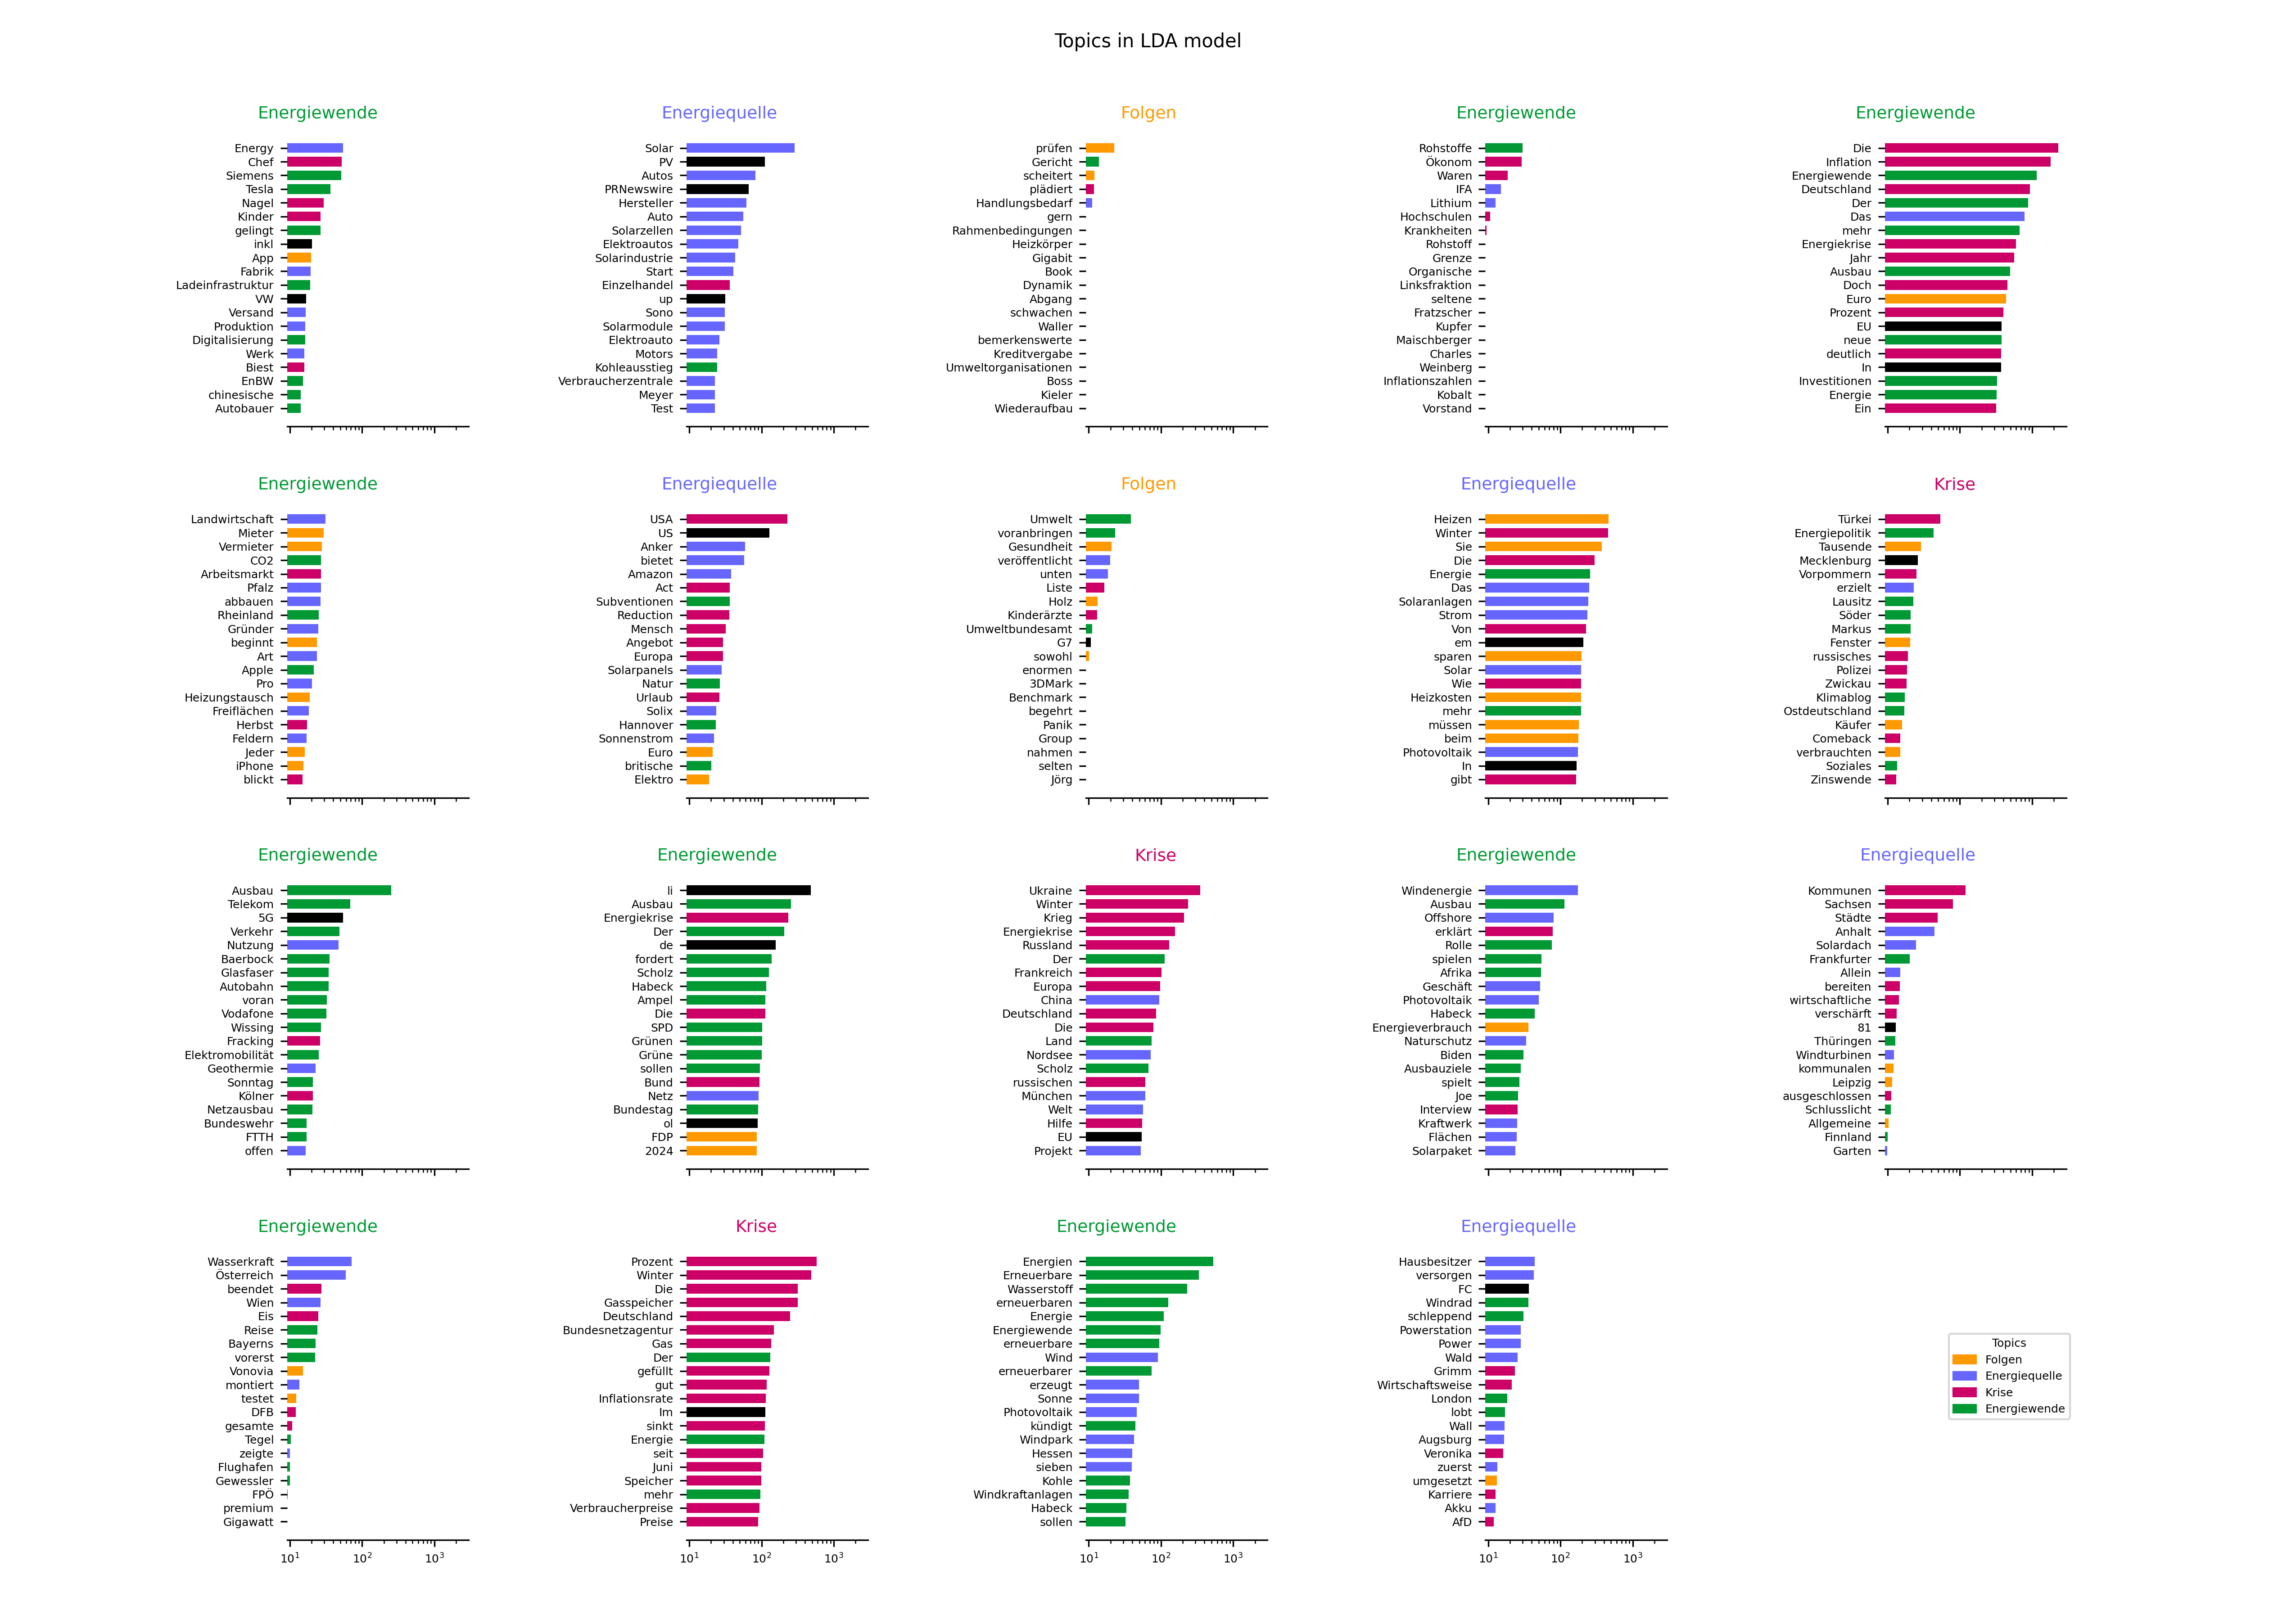 Topics in LDA model
Energiewende
Energy
Chef
Siemens
Tesla
Nagel
Kinder
gelingt
inkl
App
Fabrik
Ladeinfrastruktur
VW
Versand
Produktion
Digitalisierung
Werk
Biest
EnBW
chinesische
Autobauer
Energiequelle
Solar
PV
Autos
PRNewswire
Hersteller
Auto
Solarzellen
Elektroautos
Solarindustrie
Start
Einzelhandel
up
Sono
Solarmodule
Elektroauto
Motors
Kohleausstieg
Verbraucherzentrale
Meyer
Test
Folgen
prüfen
Gericht
scheitert
plädiert
Handlungsbedarf
gern
Rahmenbedingungen
Heizkörper
Gigabit
Book
Dynamik
Abgang
schwachen
Waller
bemerkenswerte
Kreditvergabe
Umweltorganisationen
Boss
Kieler
Wiederaufbau
Energiewende
Rohstoffe
Ökonom
Waren
IFA
Lithium
Hochschulen
Krankheiten
Rohstoff
Grenze
Organische
Linksfraktion
seltene
Fratzscher
Kupfer
Maischberger
Charles
Weinberg
Inflationszahlen
Kobalt
Vorstand
Energiewende
Die
Inflation
Energiewende
Deutschland
Der
Das
mehr
Energiekrise
Jahr
Ausbau
Doch
Euro
Prozent
EU
neue
deutlich
In
Investitionen
Energie
Ein
Energiewende
Landwirtschaft
Mieter
Vermieter
CO2
Arbeitsmarkt
Pfalz
abbauen
Rheinland
Gründer
beginnt
Art
Apple
Pro
Heizungstausch
Freiflächen
Herbst
Feldern
Jeder
iPhone
blickt
Energiequelle
USA
US
Anker
bietet
Amazon
Act
Subventionen
Reduction
Mensch
Angebot
Europa
Solarpanels
Natur
Urlaub
Solix
Hannover
Sonnenstrom
Euro
britische
Elektro
Folgen
Umwelt
voranbringen
Gesundheit
veröffentlicht
unten
Liste
Holz
Kinderärzte
Umweltbundesamt
G7
sowohl
enormen
3DMark
Benchmark
begehrt
Panik
Group
nahmen
selten
Jörg
Energiequelle
Heizen
Winter
Sie
Die
Energie
Das
Solaranlagen
Strom
Von
em
sparen
Solar
Wie
Heizkosten
mehr
müssen
beim
Photovoltaik
In
gibt
Krise
Türkei
Energiepolitik
Tausende
Mecklenburg
Vorpommern
erzielt
Lausitz
Söder
Markus
Fenster
russisches
Polizei
Zwickau
Klimablog
Ostdeutschland
Käufer
Comeback
verbrauchten
Soziales
Zinswende
Energiewende
Ausbau
Telekom
5G
Verkehr
Nutzung
Baerbock
Glasfaser
Autobahn
voran
Vodafone
Wissing
Fracking
Elektromobilität
Geothermie
Sonntag
Kölner
Netzausbau
Bundeswehr
FTTH
offen
Energiewende
li
Ausbau
Energiekrise
Der
de
fordert
Scholz
Habeck
Ampel
Die
SPD
Grünen
Grüne
sollen
Bund
Netz
Bundestag
ol
FDP
2024
Krise
Ukraine
Winter
Krieg
Energiekrise
Russland
Der
Frankreich
Europa
China
Deutschland
Die
Land
Nordsee
Scholz
russischen
München
Welt
Hilfe
EU
Projekt
Energiewende
Windenergie
Ausbau
Offshore
erklärt
Rolle
spielen
Afrika
Geschäft
Photovoltaik
Habeck
Energieverbrauch
Naturschutz
Biden
Ausbauziele
spielt
Joe
Interview
Kraftwerk
Flächen
Solarpaket
Energiequelle
Kommunen
Sachsen
Städte
Anhalt
Solardach
Frankfurter
Allein
bereiten
wirtschaftliche
verschärft
81
Thüringen
Windturbinen
kommunalen
Leipzig
ausgeschlossen
Schlusslicht
Allgemeine
Finnland
Garten
Energiewende
Wasserkraft
Österreich
beendet
Wien
Eis
Reise
Bayerns
vorerst
Vonovia
montiert
testet
DFB
gesamte
Tegel
zeigte
Flughafen
Gewessler
FPÖ
premium
Gigawatt
10¹ 10² 10³
Krise
Prozent
Winter
Die
Gasspeicher
Deutschland
Bundesnetzagentur
Gas
Der
gefüllt
gut
Inflationsrate
Im
sinkt
Energie
seit
Juni
Speicher
mehr
Verbraucherpreise
Preise
10¹ 10² 10³
Energiewende
Energien
Erneuerbare
Wasserstoff
erneuerbaren
Energie
Energiewende
erneuerbare
Wind
erneuerbarer
erzeugt
Sonne
Photovoltaik
kündigt
Windpark
Hessen
sieben
Kohle
Windkraftanlagen
Habeck
sollen
10¹ 10² 10³
Energiequelle
Hausbesitzer
versorgen
FC
Windrad
schleppend
Powerstation
Power
Wald
Grimm
Wirtschaftsweise
London
lobt
Wall
Augsburg
Veronika
zuerst
umgesetzt
Karriere
Akku
AfD
10¹ 10² 10³
Topics
Folgen
Energiequelle
Krise
Energiewende